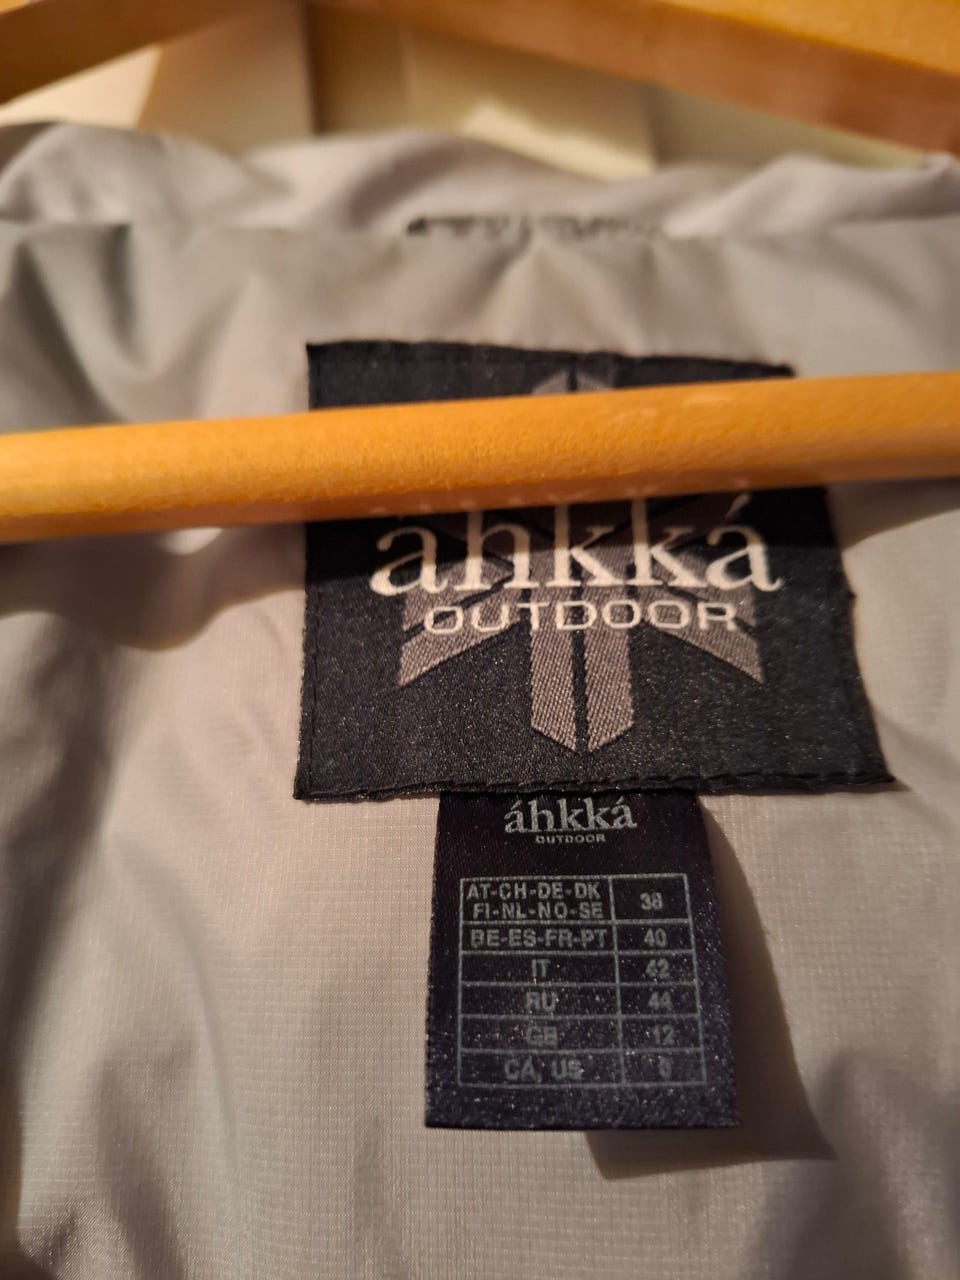 áhkká
OUTDOOR
áhkká
OUTDOOR
AT-CH-DE-DK
FI-NL-NO-SE 38
BE-ES-FR-PT 40
IT 42
RU 44
GB 12
CA, US 8